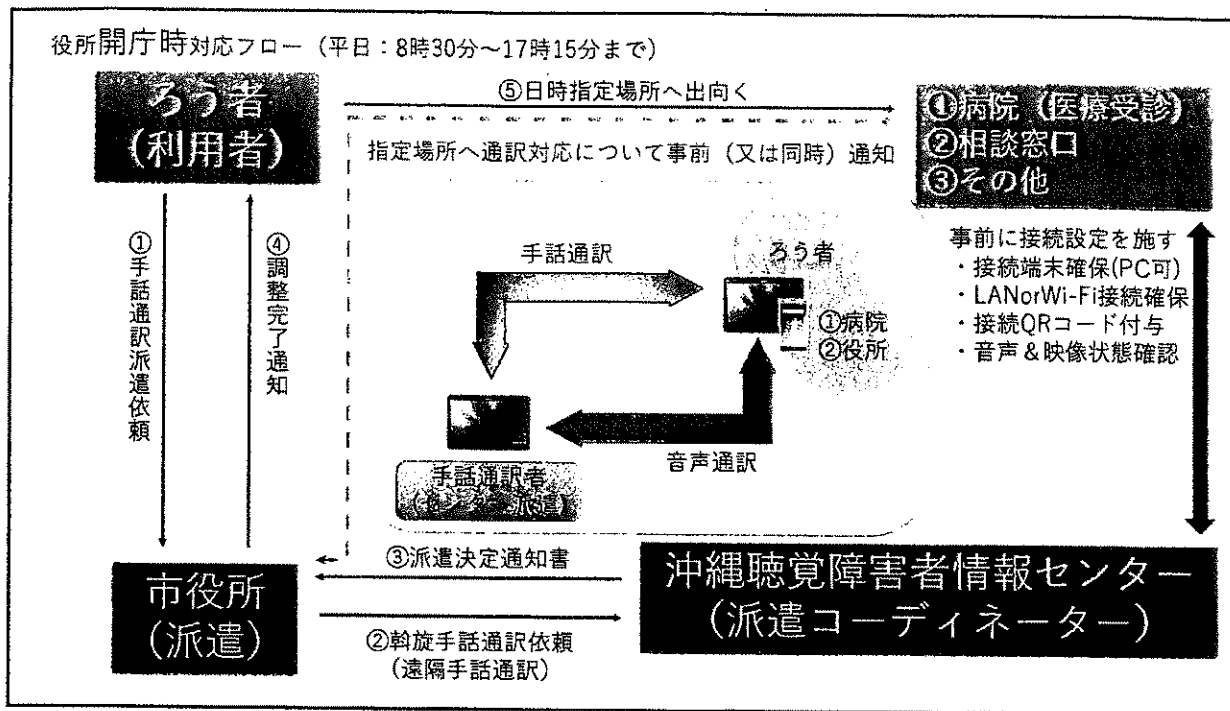 役所開庁時対応フロー（平日：8時30分～17時15分まで）
ろう者
(利用者)
⑤日時指定場所へ出向く
①病院（医療受診）
②相談窓口
③その他
指定場所へ通訳対応について事前（又は同時）通知
①手話通訳派遣依頼
④調整完了通知
手話通訳
ろう者
①病院
②役所
事前に接続設定を施す
・接続端末確保(PC可)
・LANorWi-Fi接続確保
・接続QRコード付与
・音声＆映像状態確認
音声通訳
手話通訳者
(センター派遣)
③派遣決定通知書
市役所
(派遣)
②斡旋手話通訳依頼
(遠隔手話通訳)
沖縄聴覚障害者情報センター
(派遣コーディネーター)